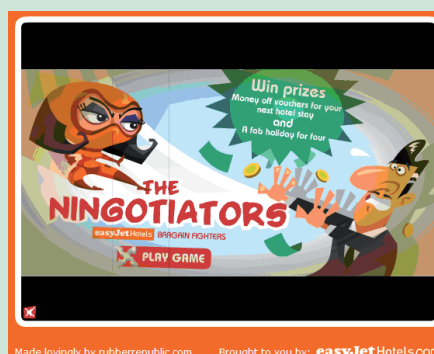 Win prizes
Money off vouchers for your
next hotel stay
and
A fab holiday for four
THE
NINGOTIATORS
easyJetHotels BARGAIN FIGHTERS
PLAY GAME
Made lovingly by rubberrepublic.com
Brought to you by: easyJetHotels.com